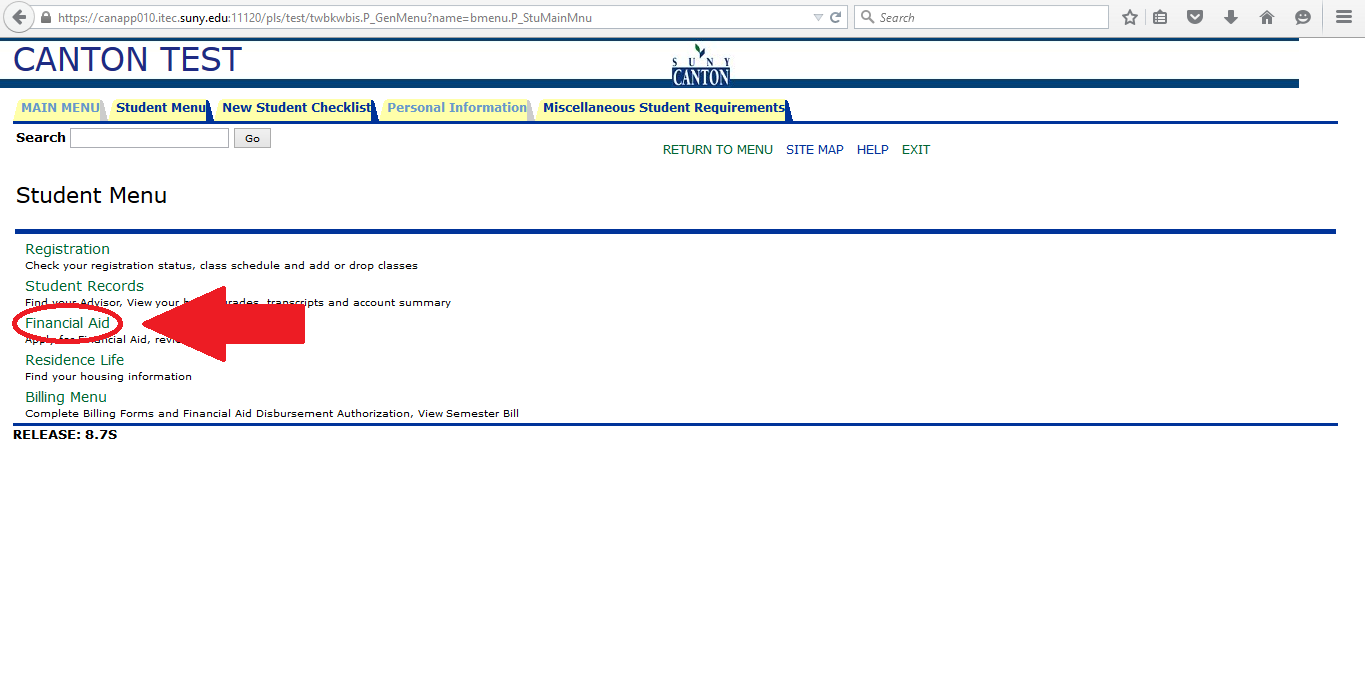 https://canapp010.itec.suny.edu:11120/pls/test/twbkwbis.P_GenMenu?name=bmenu.P_StuMainMnu Search
CANTON TEST
SUNY
CANTON
MAIN MENU Student Menu New Student Checklist Personal Information Miscellaneous Student Requirements
Search Go
RETURN TO MENU SITE MAP HELP EXIT
Student Menu
Registration
Check your registration status, class schedule and add or drop classes
Student Records
Find your Advisor, View your grades, transcripts and account summary
Financial Aid
Apply for Financial Aid,
Residence Life
Find your housing information
Billing Menu
Complete Billing Forms and Financial Aid Disbursement Authorization, View Semester Bill
RELEASE: 8.7S